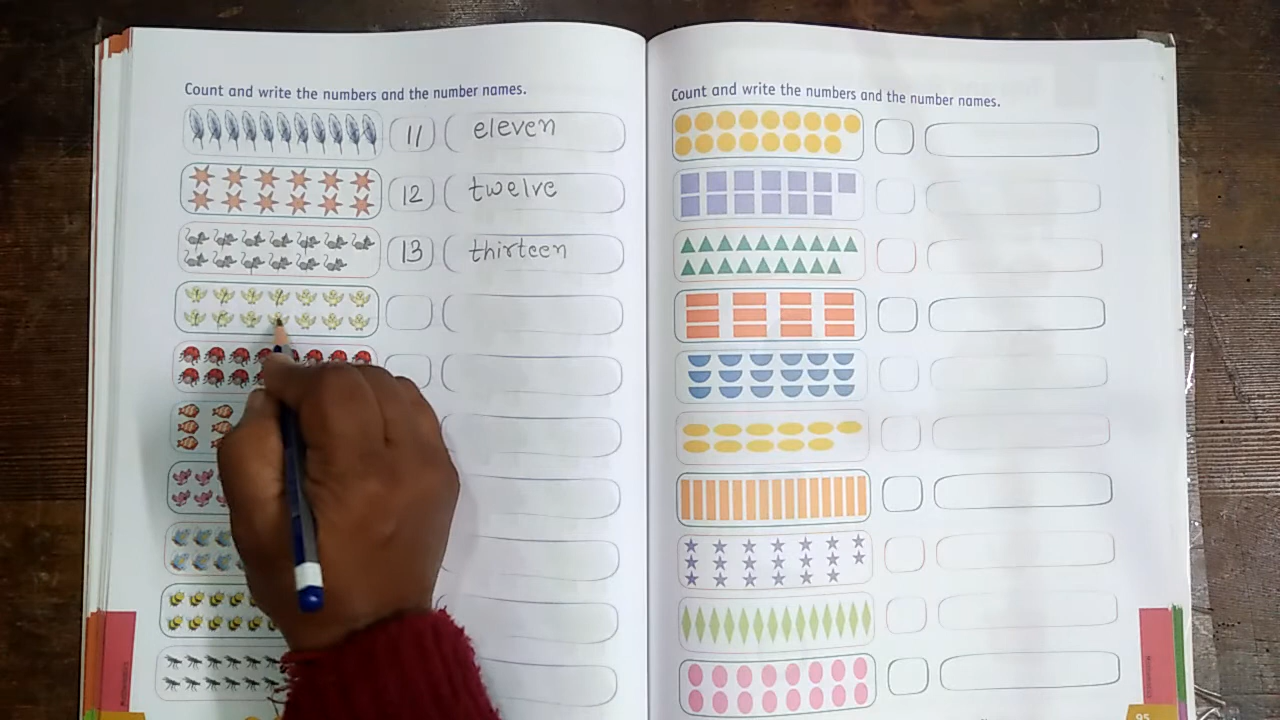 Count and write the numbers and the number names.
11 eleven
12 twelve
13 thirteen
Count and write the numbers and the number names.
95